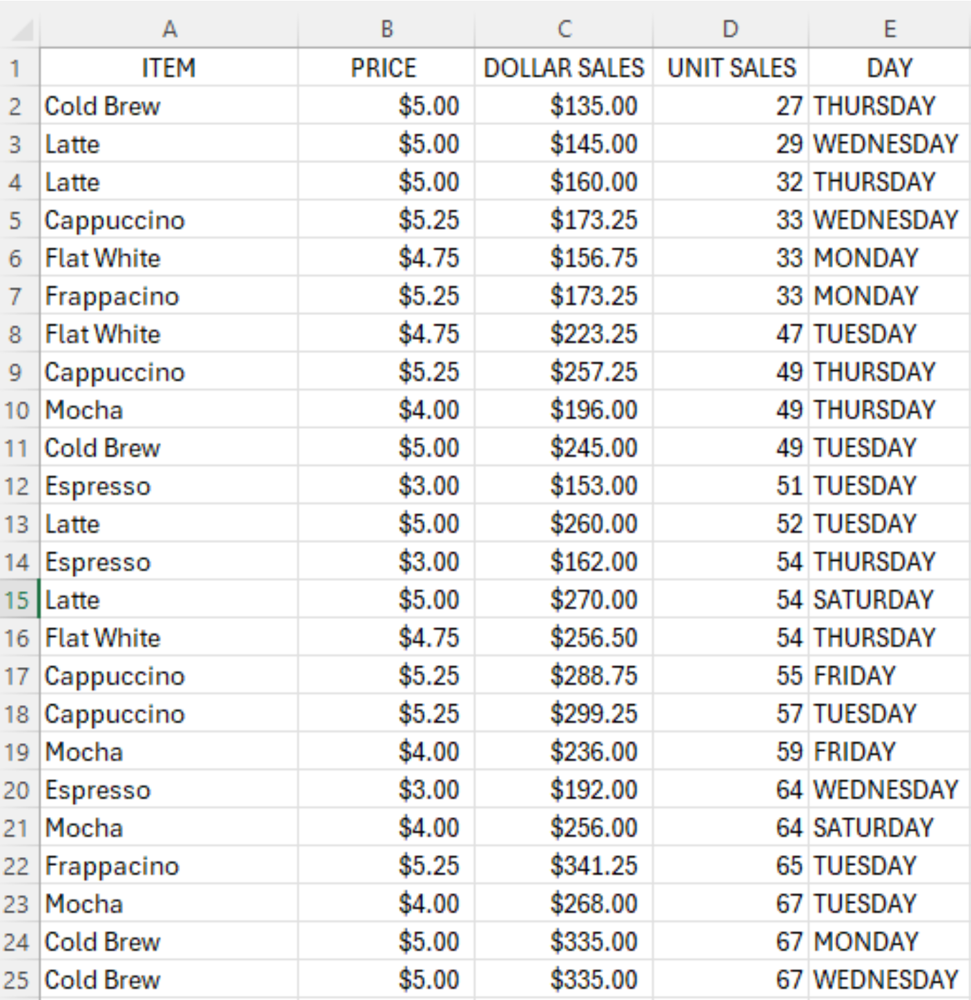 A B C D E
1 ITEM PRICE DOLLAR SALES UNIT SALES DAY
2 Cold Brew $5.00 $135.00 27 THURSDAY
3 Latte $5.00 $145.00 29 WEDNESDAY
4 Latte $5.00 $160.00 32 THURSDAY
5 Cappuccino $5.25 $173.25 33 WEDNESDAY
6 Flat White $4.75 $156.75 33 MONDAY
7 Frappacino $5.25 $173.25 33 MONDAY
8 Flat White $4.75 $223.25 47 TUESDAY
9 Cappuccino $5.25 $257.25 49 THURSDAY
10 Mocha $4.00 $196.00 49 THURSDAY
11 Cold Brew $5.00 $245.00 49 TUESDAY
12 Espresso $3.00 $153.00 51 TUESDAY
13 Latte $5.00 $260.00 52 TUESDAY
14 Espresso $3.00 $162.00 54 THURSDAY
15 Latte $5.00 $270.00 54 SATURDAY
16 Flat White $4.75 $256.50 54 THURSDAY
17 Cappuccino $5.25 $288.75 55 FRIDAY
18 Cappuccino $5.25 $299.25 57 TUESDAY
19 Mocha $4.00 $236.00 59 FRIDAY
20 Espresso $3.00 $192.00 64 WEDNESDAY
21 Mocha $4.00 $256.00 64 SATURDAY
22 Frappacino $5.25 $341.25 65 TUESDAY
23 Mocha $4.00 $268.00 67 TUESDAY
24 Cold Brew $5.00 $335.00 67 MONDAY
25 Cold Brew $5.00 $335.00 67 WEDNESDAY